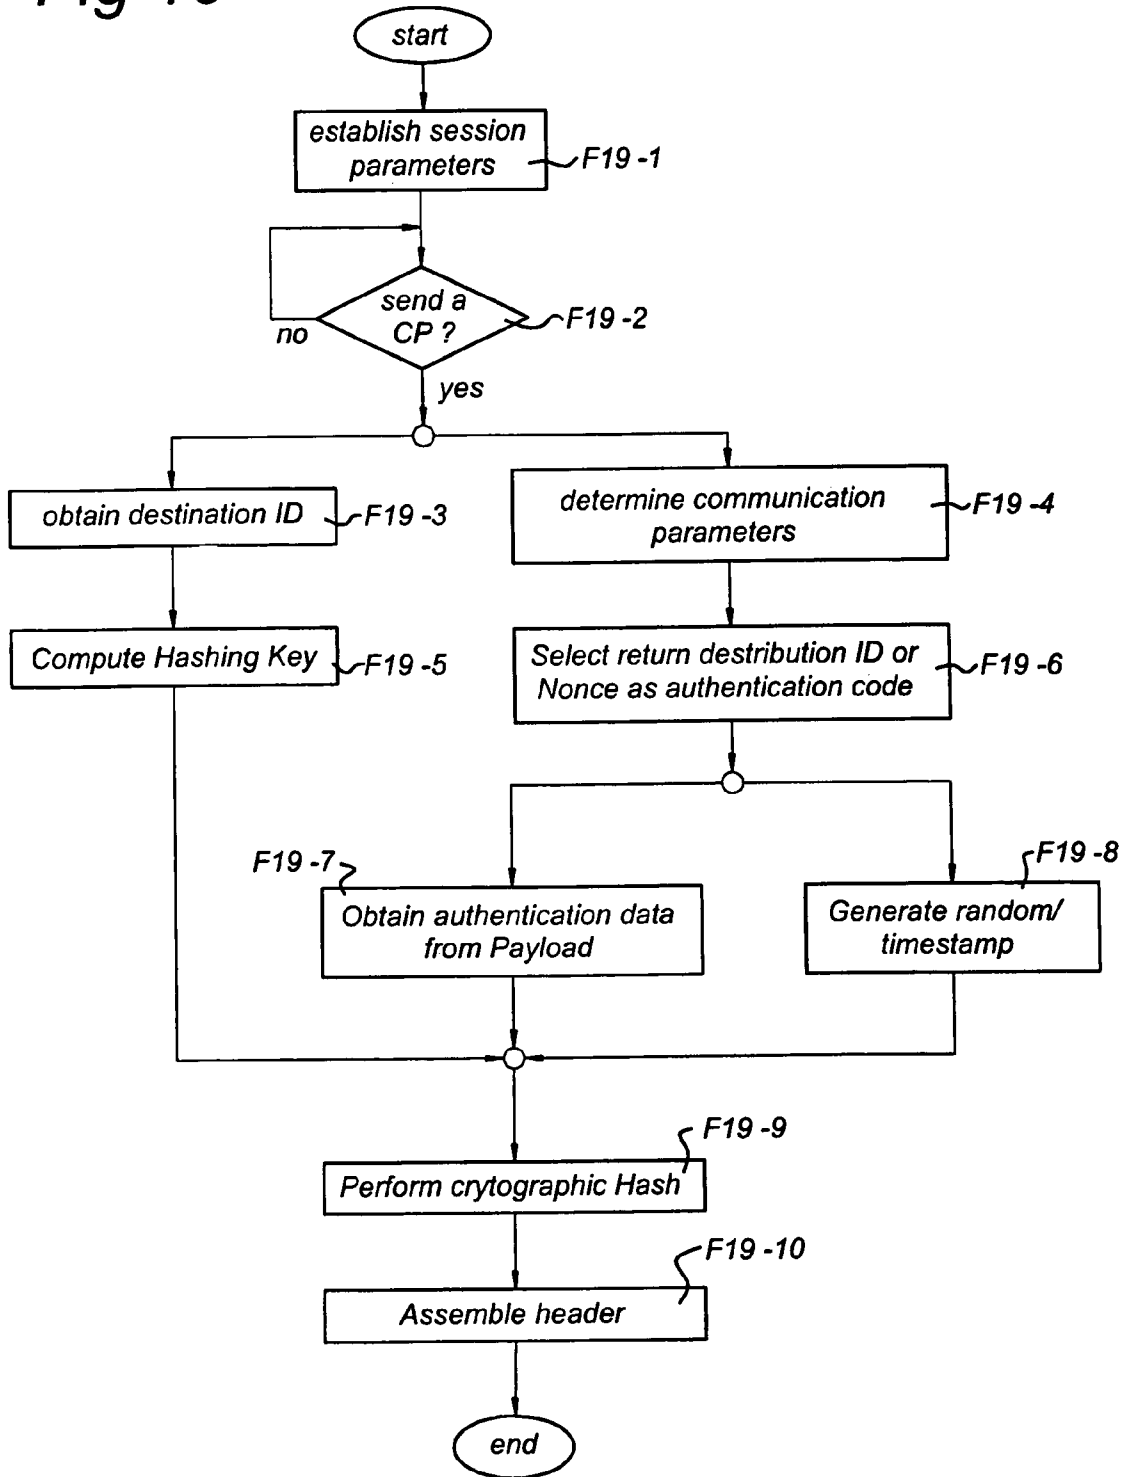 start
establish session
parameters
F19-1
send a
CP ?
F19-2
no
yes
obtain destination ID
F19-3
determine communication
parameters
F19-4
Compute Hashing Key
F19-5
Select return destribution ID or
Nonce as authentication code
F19-6
F19-7
Obtain authentication data
from Payload
F19-8
Generate random/
timestamp
F19-9
Perform crytographic Hash
F19-10
Assemble header
end